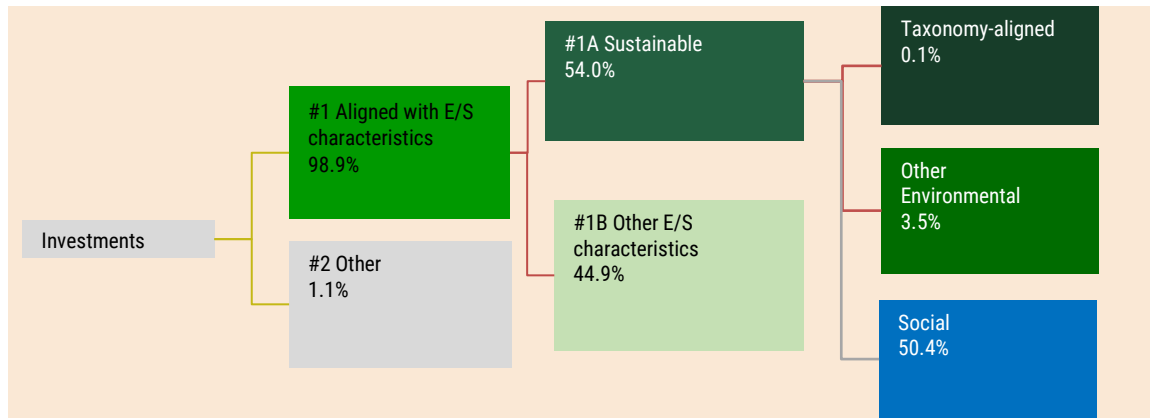 Investments
#1 Aligned with E/S
characteristics
98.9%
#2 Other
1.1%
#1A Sustainable
54.0%
#1B Other E/S
characteristics
44.9%
Taxonomy-aligned
0.1%
Other
Environmental
3.5%
Social
50.4%